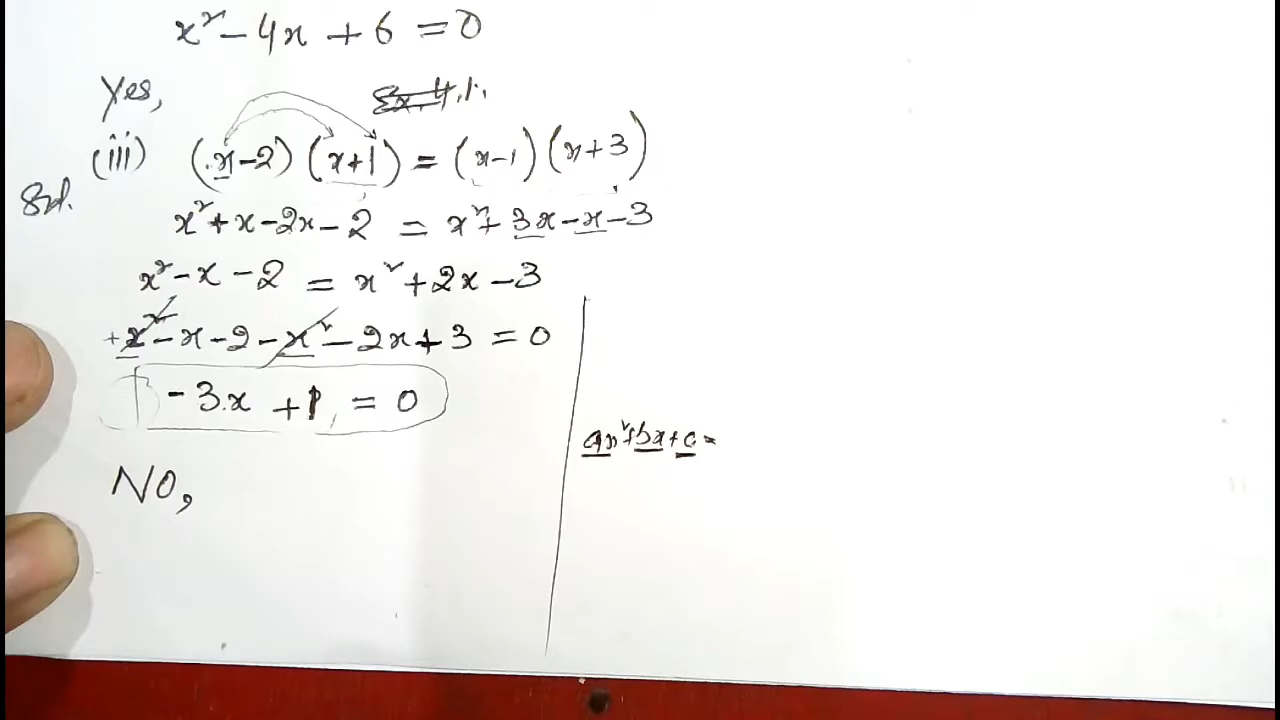 x² - 4x + 6 = 0
Yes,
Ex. 4.1.
(iii) (x-2) (x+1) = (x-1) (x+3)
Sol.
x² + x - 2x - 2 = x² + 3x - x - 3
x² - x - 2 = x² + 2x - 3
+x² - x - 2 - x² - 2x + 3 = 0
- 3x + 1 = 0
ax² + bx + c =
NO,